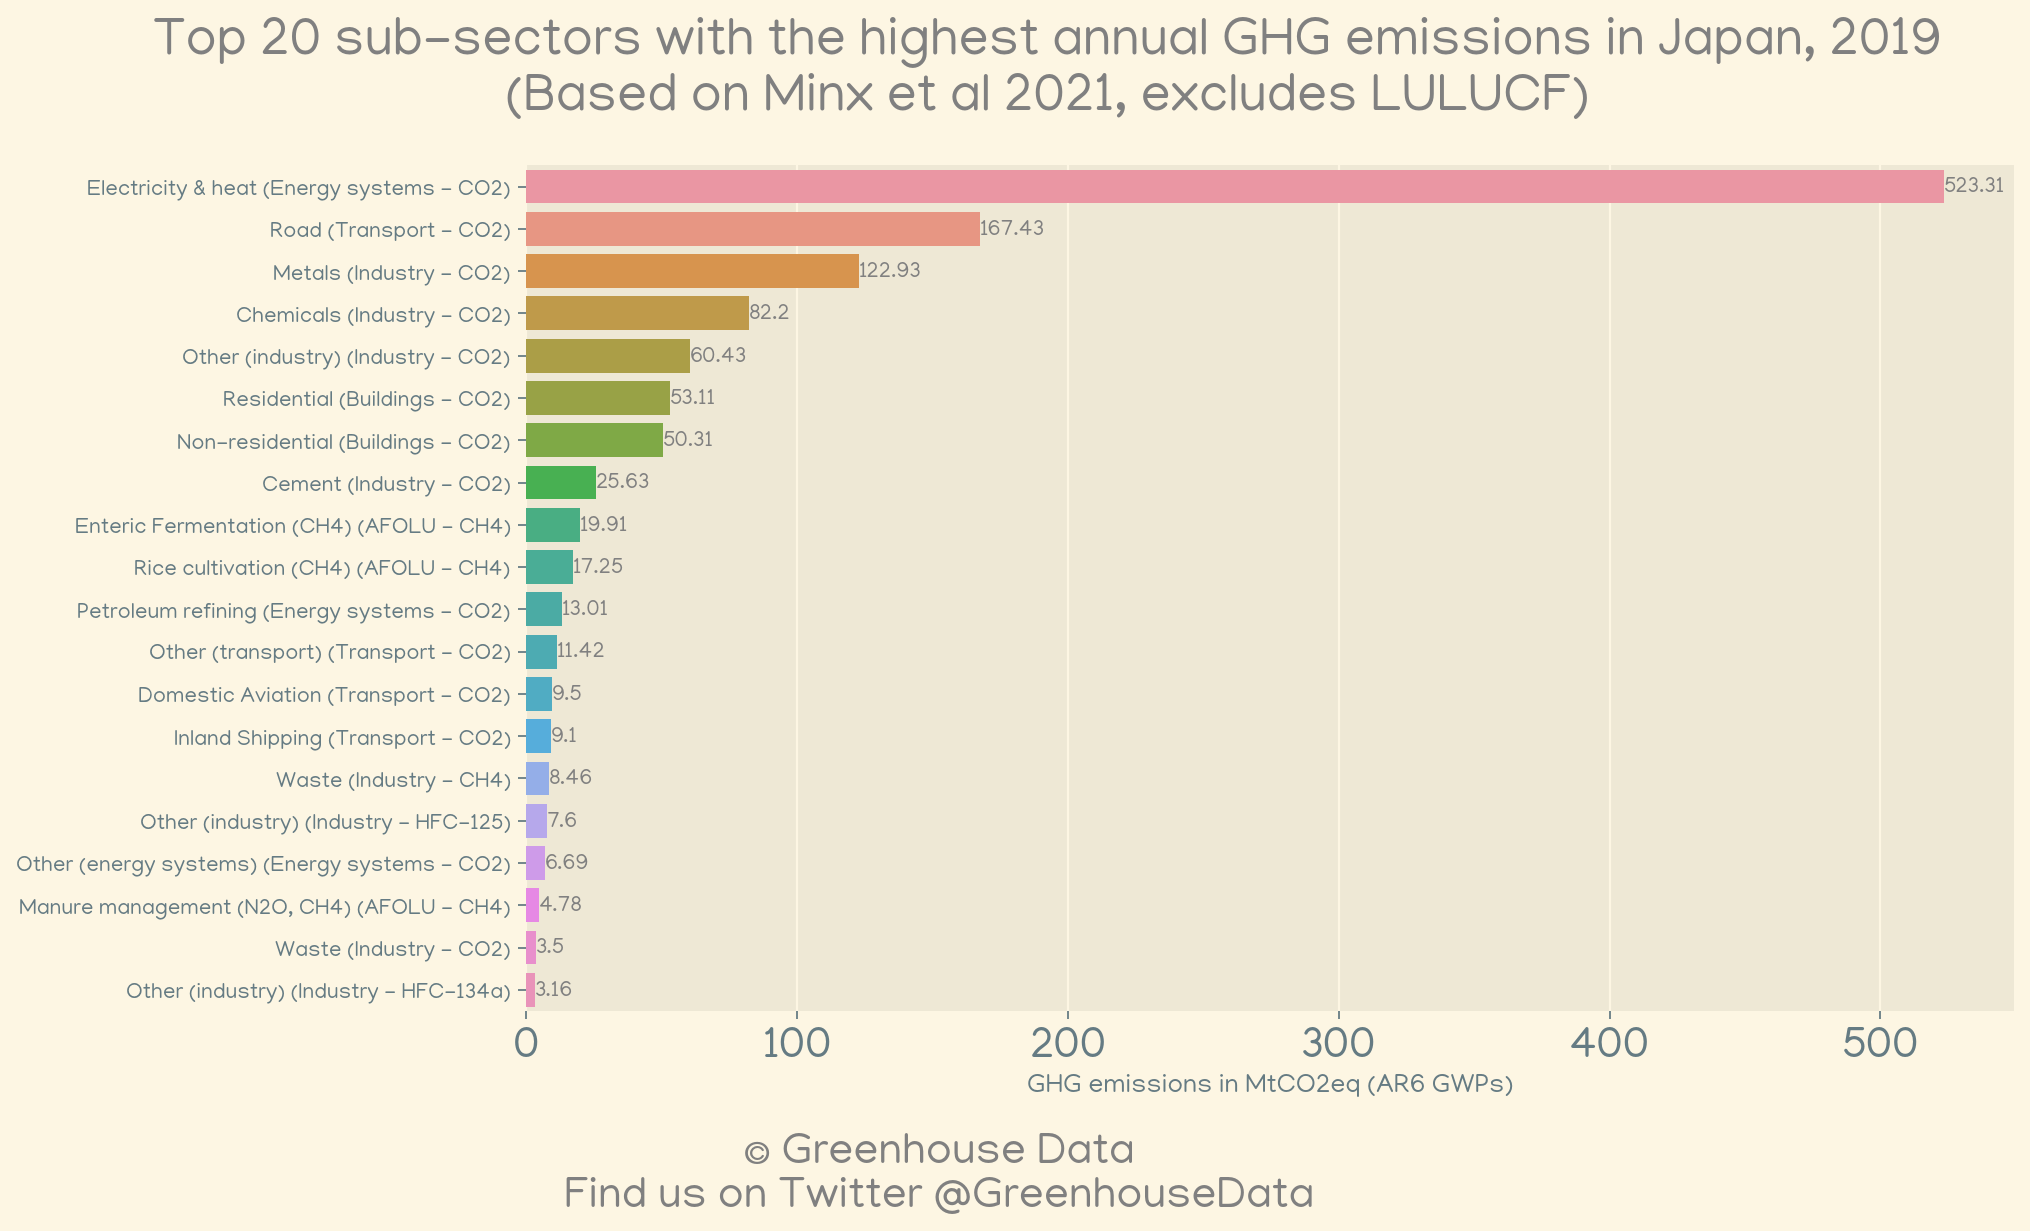 Top 20 sub-sectors with the highest annual GHG emissions in Japan, 2019
(Based on Minx et al 2021, excludes LULUCF)
Electricity & heat (Energy systems - CO2) 523.31
Road (Transport - CO2) 167.43
Metals (Industry - CO2) 122.93
Chemicals (Industry - CO2) 82.2
Other (industry) (Industry - CO2) 60.43
Residential (Buildings - CO2) 53.11
Non-residential (Buildings - CO2) 50.31
Cement (Industry - CO2) 25.63
Enteric Fermentation (CH4) (AFOLU - CH4) 19.91
Rice cultivation (CH4) (AFOLU - CH4) 17.25
Petroleum refining (Energy systems - CO2) 13.01
Other (transport) (Transport - CO2) 11.42
Domestic Aviation (Transport - CO2) 9.5
Inland Shipping (Transport - CO2) 9.1
Waste (Industry - CH4) 8.46
Other (industry) (Industry - HFC-125) 7.6
Other (energy systems) (Energy systems - CO2) 6.69
Manure management (N2O, CH4) (AFOLU - CH4) 4.78
Waste (Industry - CO2) 3.5
Other (industry) (Industry - HFC-134a) 3.16
0 100 200 300 400 500
GHG emissions in MtCO2eq (AR6 GWPs)
© Greenhouse Data
Find us on Twitter @GreenhouseData